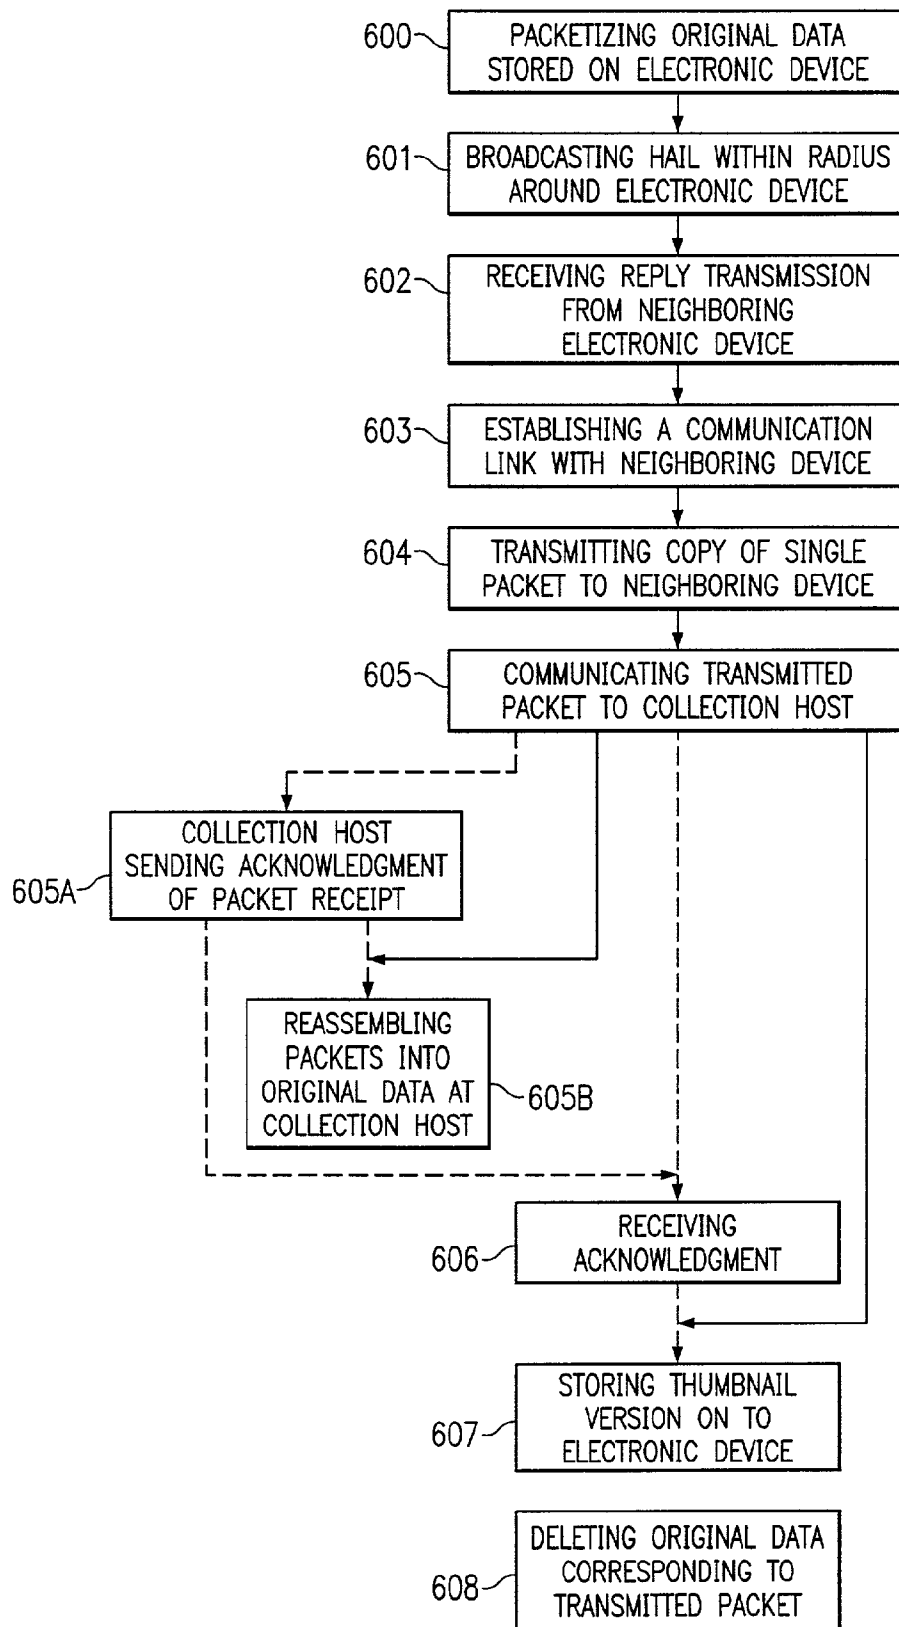 600
PACKETIZING ORIGINAL DATA
STORED ON ELECTRONIC DEVICE
601
BROADCASTING HAIL WITHIN RADIUS
AROUND ELECTRONIC DEVICE
602
RECEIVING REPLY TRANSMISSION
FROM NEIGHBORING
ELECTRONIC DEVICE
603
ESTABLISHING A COMMUNICATION
LINK WITH NEIGHBORING DEVICE
604
TRANSMITTING COPY OF SINGLE
PACKET TO NEIGHBORING DEVICE
605
COMMUNICATING TRANSMITTED
PACKET TO COLLECTION HOST
605A
COLLECTION HOST
SENDING ACKNOWLEDGMENT
OF PACKET RECEIPT
REASSEMBLING
PACKETS INTO
ORIGINAL DATA AT
COLLECTION HOST
605B
606
RECEIVING
ACKNOWLEDGMENT
607
STORING THUMBNAIL
VERSION ON TO
ELECTRONIC DEVICE
608
DELETING ORIGINAL DATA
CORRESPONDING TO
TRANSMITTED PACKET